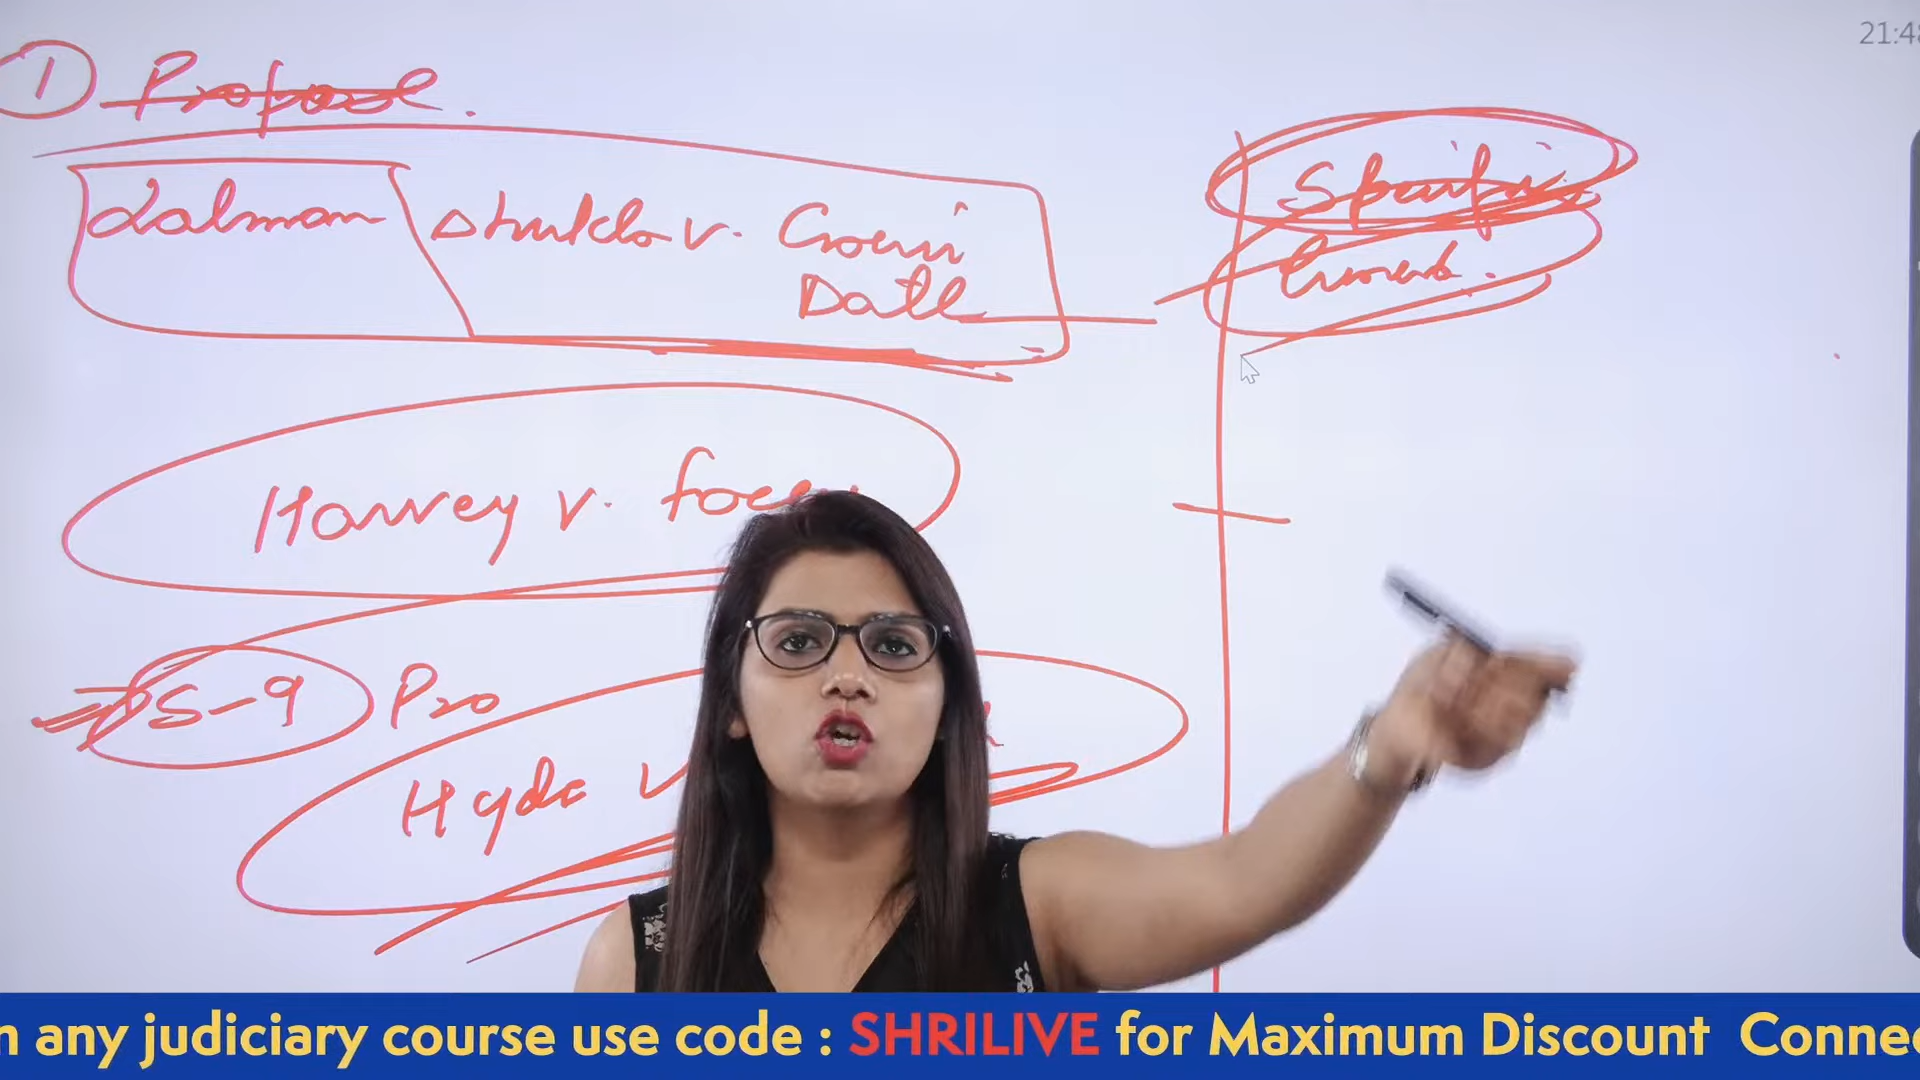 21:48
① Proposal.
Lalman Shukla v. Gauri
Datt
Specific
General.
Harvey v. face
S-9 Pro
Hyde v
n any judiciary course use code : SHRILIVE for Maximum Discount Connec